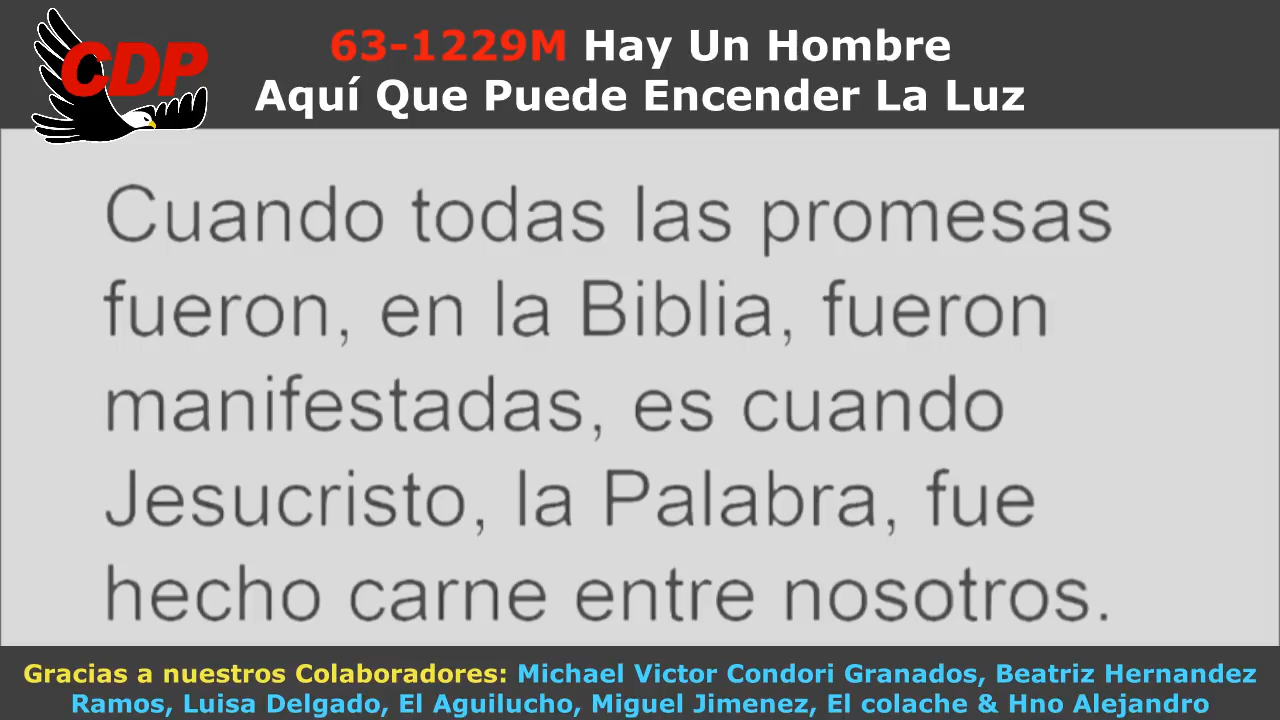 CDP
63-1229M Hay Un Hombre
Aquí Que Puede Encender La Luz
Cuando todas las promesas
fueron, en la Biblia, fueron
manifestadas, es cuando
Jesucristo, la Palabra, fue
hecho carne entre nosotros.
Gracias a nuestros Colaboradores: Michael Victor Condori Granados, Beatriz Hernandez
Ramos, Luisa Delgado, El Aguilucho, Miguel Jimenez, El colache & Hno Alejandro